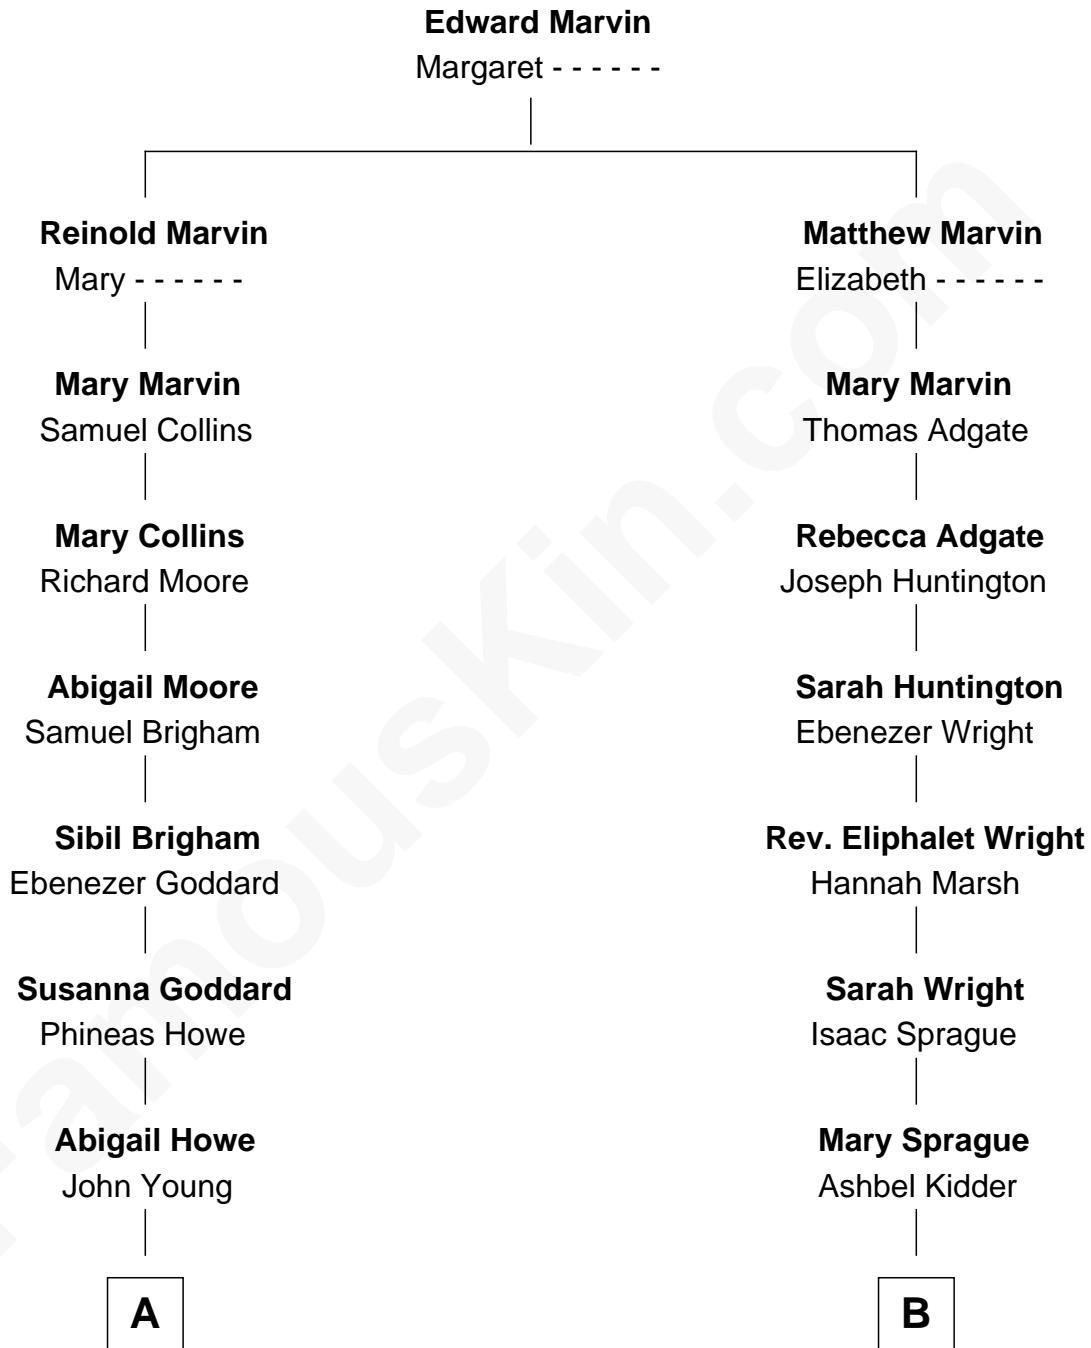 Edward Marvin
Margaret - - - - - -
Reinold Marvin
Mary - - - - - -
Matthew Marvin
Elizabeth - - - - - -
Mary Marvin
Samuel Collins
Mary Marvin
Thomas Adgate
Mary Collins
Richard Moore
Rebecca Adgate
Joseph Huntington
Abigail Moore
Samuel Brigham
Sarah Huntington
Ebenezer Wright
Sibil Brigham
Ebenezer Goddard
Rev. Eliphalet Wright
Hannah Marsh
Susanna Goddard
Phineas Howe
Sarah Wright
Isaac Sprague
Abigail Howe
John Young
Mary Sprague
Ashbel Kidder
A
B
FamousKin.com